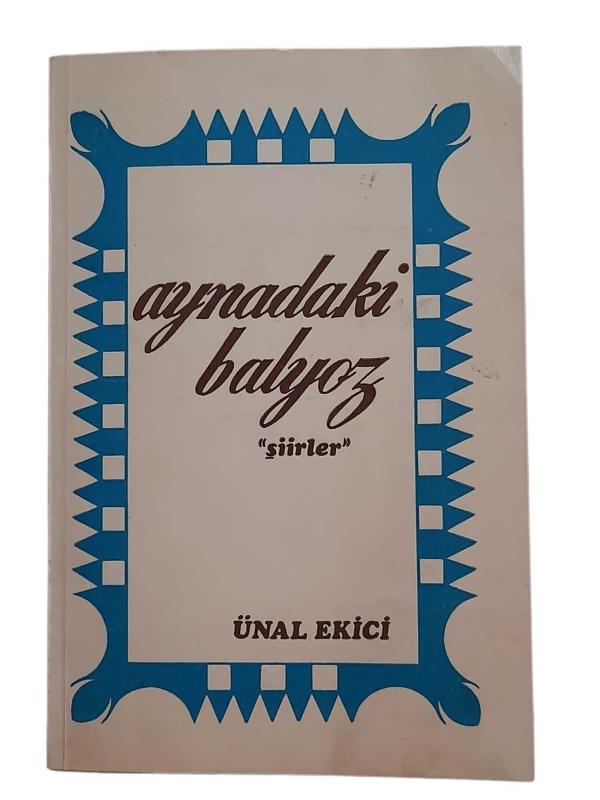 aynadaki
balyoz
“şiirler”
ÜNAL EKİCİ